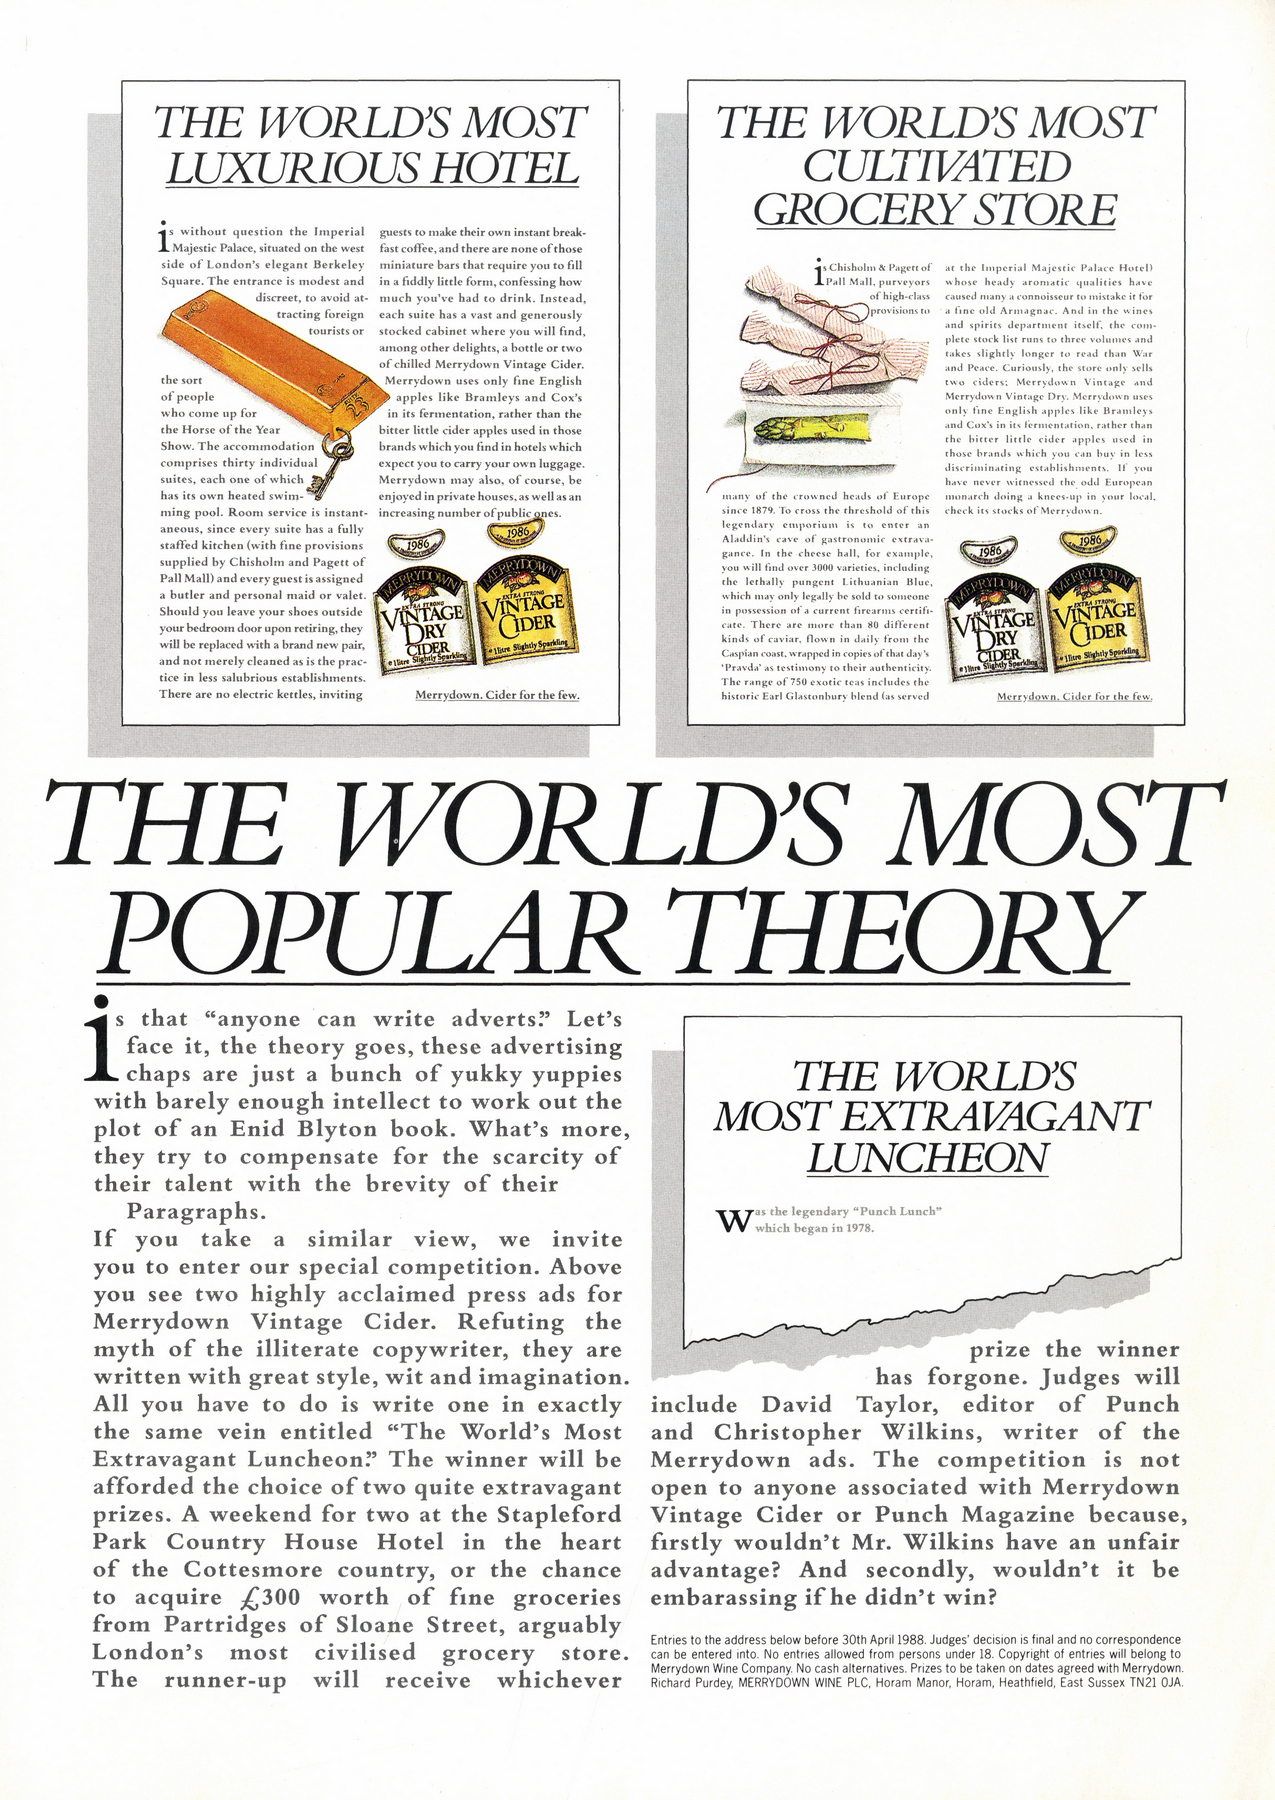 THE WORLD'S MOST
LUXURIOUS HOTEL
is without question the Imperial
Majestic Palace, situated on the west
side of London's elegant Berkeley
Square. The entrance is modest and
discreet, to avoid at-
tracting foreign
tourists or
the sort
of people
who come up for
the Horse of the Year
Show. The accommodation
comprises thirty individual
suites, each one of which
has its own heated swim-
ming pool. Room service is instant-
aneous, since every suite has a fully
staffed kitchen (with fine provisions
supplied by Chisholm and Pagett of
Pall Mall) and every guest is assigned
a butler and personal maid or valet.
Should you leave your shoes outside
your bedroom door upon retiring, they
will be replaced with a brand new pair,
and not merely cleaned as is the prac-
tice in less salubrious establishments.
There are no electric kettles, inviting
guests to make their own instant break-
fast coffee, and there are none of those
miniature bars that require you to fill
in a fiddly little form, confessing how
much you've had to drink. Instead,
each suite has a vast and generously
stocked cabinet where you will find,
among other delights, a bottle or two
of chilled Merrydown Vintage Cider.
Merrydown uses only fine English
apples like Bramleys and Cox's
in its fermentation, rather than the
bitter little cider apples used in those
brands which you find in hotels which
expect you to carry your own luggage.
Merrydown may also, of course, be
enjoyed in private houses, as well as an
increasing number of public ones.
23
1986
1986
MERRYDOWN
EXTRA STRONG
VINTAGE
DRY
CIDER
1 litre Slightly Sparkling
MERRYDOWN
EXTRA STRONG
VINTAGE
CIDER
1 litre Slightly Sparkling
Merrydown. Cider for the few.
THE WORLD'S MOST
CULTIVATED
GROCERY STORE
is Chisholm & Pagett of
Pall Mall, purveyors
of high-class
provisions to
many of the crowned heads of Europe
since 1879. To cross the threshold of this
legendary emporium is to enter an
Aladdin's cave of gastronomic extrava-
gance. In the cheese hall, for example,
you will find over 3000 varieties, including
the lethally pungent Lithuanian Blue,
which may only legally be sold to someone
in possession of a current firearms certifi-
cate. There are more than 80 different
kinds of caviar, flown in daily from the
Caspian coast, wrapped in copies of that day's
'Pravda' as testimony to their authenticity.
The range of 750 exotic teas includes the
historic Earl Glastonbury blend (as served
at the Imperial Majestic Palace Hotel)
whose heady aromatic qualities have
caused many a connoisseur to mistake it for
a fine old Armagnac. And in the wines
and spirits department itself, the com-
plete stock list runs to three volumes and
takes slightly longer to read than War
and Peace. Curiously, the store only sells
two ciders; Merrydown Vintage and
Merrydown Vintage Dry. Merrydown uses
only fine English apples like Bramleys
and Cox's in its fermentation, rather than
the bitter little cider apples used in
those brands which you can buy in less
discriminating establishments. If you
have never witnessed the odd European
monarch doing a knees-up in your local,
check its stocks of Merrydown.
1986
1986
MERRYDOWN
EXTRA STRONG
VINTAGE
DRY
CIDER
1 litre Slightly Sparkling
MERRYDOWN
EXTRA STRONG
VINTAGE
CIDER
1 litre Slightly Sparkling
Merrydown. Cider for the few.
THE WORLD'S MOST
POPULAR THEORY
is that "anyone can write adverts." Let's
face it, the theory goes, these advertising
chaps are just a bunch of yukky yuppies
with barely enough intellect to work out the
plot of an Enid Blyton book. What's more,
they try to compensate for the scarcity of
their talent with the brevity of their
Paragraphs.
If you take a similar view, we invite
you to enter our special competition. Above
you see two highly acclaimed press ads for
Merrydown Vintage Cider. Refuting the
myth of the illiterate copywriter, they are
written with great style, wit and imagination.
All you have to do is write one in exactly
the same vein entitled "The World's Most
Extravagant Luncheon." The winner will be
afforded the choice of two quite extravagant
prizes. A weekend for two at the Stapleford
Park Country House Hotel in the heart
of the Cottesmore country, or the chance
to acquire £300 worth of fine groceries
from Partridges of Sloane Street, arguably
London's most civilised grocery store.
The runner-up will receive whichever
THE WORLD'S
MOST EXTRAVAGANT
LUNCHEON
Was the legendary "Punch Lunch"
which began in 1978.
prize the winner
has forgone. Judges will
include David Taylor, editor of Punch
and Christopher Wilkins, writer of the
Merrydown ads. The competition is not
open to anyone associated with Merrydown
Vintage Cider or Punch Magazine because,
firstly wouldn't Mr. Wilkins have an unfair
advantage? And secondly, wouldn't it be
embarassing if he didn't win?
Entries to the address below before 30th April 1988. Judges' decision is final and no correspondence
can be entered into. No entries allowed from persons under 18. Copyright of entries will belong to
Merrydown Wine Company. No cash alternatives. Prizes to be taken on dates agreed with Merrydown.
Richard Purdey, MERRYDOWN WINE PLC, Horam Manor, Horam, Heathfield, East Sussex TN21 0JA.